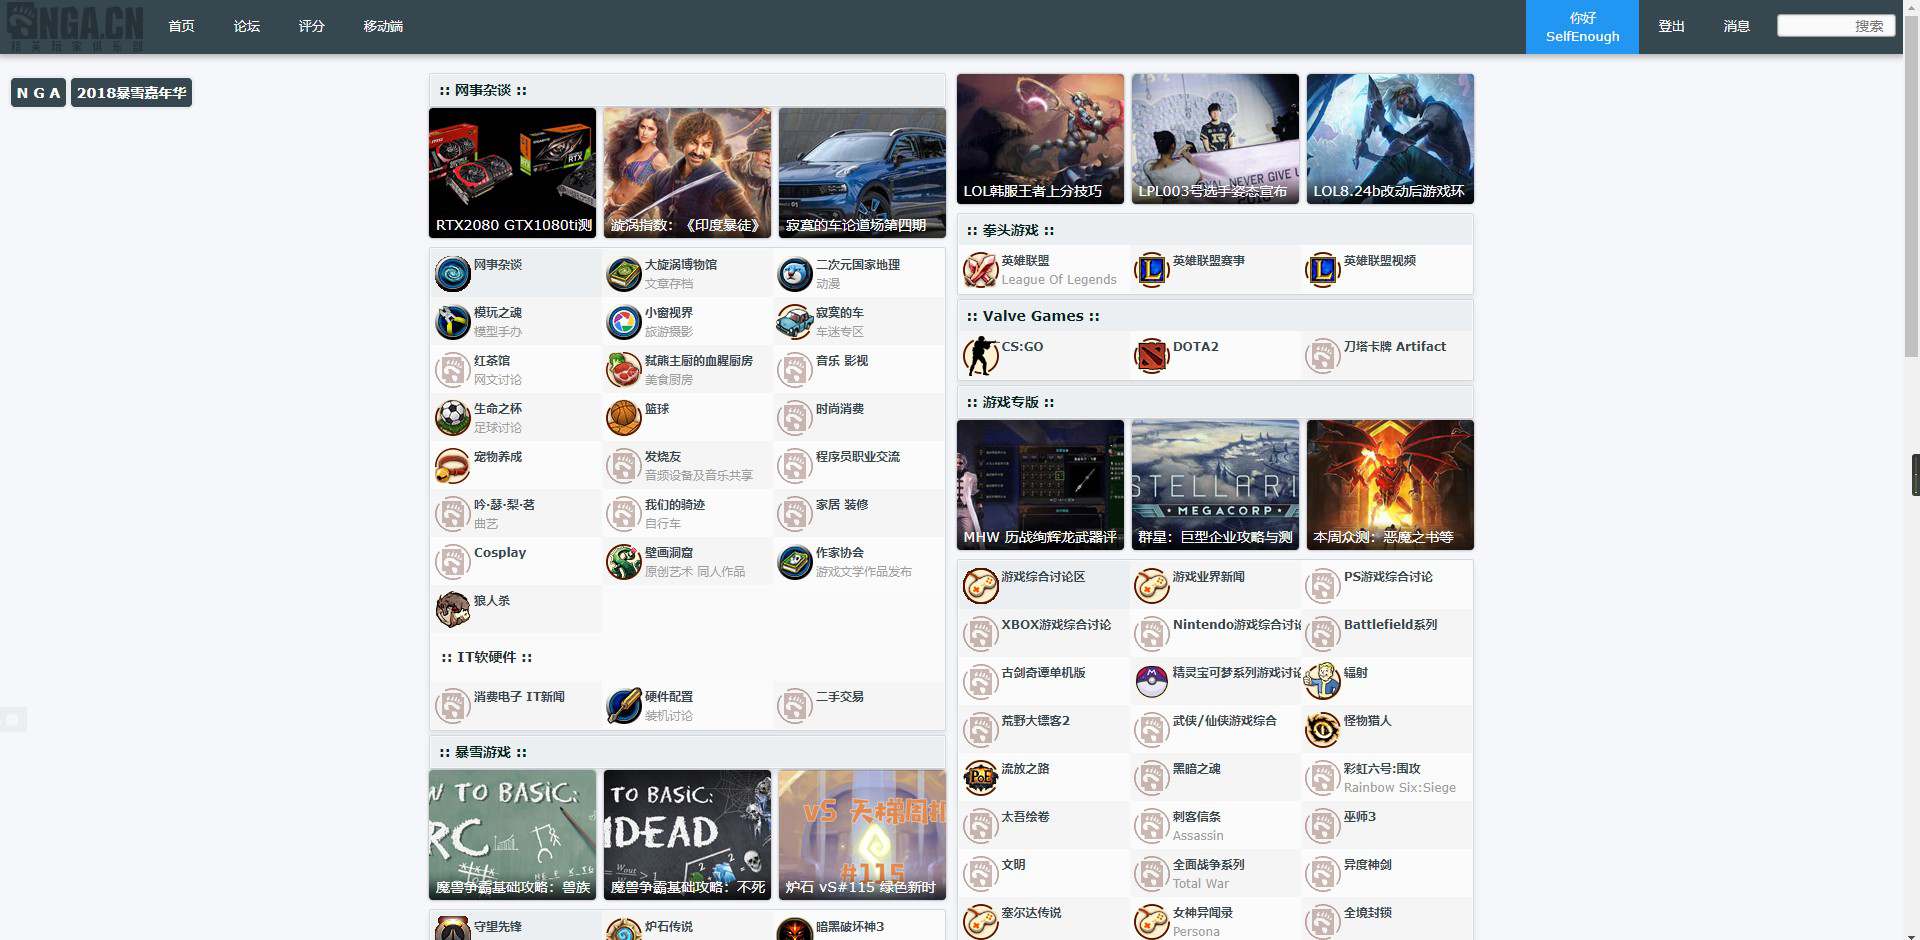 NGA.CN
精英玩家俱乐部
首页
论坛
评分
移动端
你好
SelfEnough
登出
消息
搜索
N G A
2018暴雪嘉年华
:: 网事杂谈 ::
RTX2080 GTX1080ti测
漩涡指数：《印度暴徒》
寂寞的车论道场第四期
网事杂谈
大漩涡博物馆
文章存档
二次元国家地理
动漫
模玩之魂
模型手办
小窗视界
旅游摄影
寂寞的车
车迷专区
红茶馆
网文讨论
弑熊主厨的血腥厨房
美食厨房
音乐 影视
生命之杯
足球讨论
篮球
时尚消费
宠物养成
发烧友
音频设备及音乐共享
程序员职业交流
吟·瑟·梨·茗
曲艺
我们的骑迹
自行车
家居 装修
Cosplay
壁画洞窟
原创艺术 同人作品
作家协会
游戏文学作品发布
狼人杀
:: IT软硬件 ::
消费电子 IT新闻
硬件配置
装机讨论
二手交易
:: 暴雪游戏 ::
W TO BASIC:
RC
魔兽争霸基础攻略：兽族
TO BASIC:
NDEAD
魔兽争霸基础攻略：不死
vS 天梯周报
#115
炉石 vS#115 绿色新时
守望先锋
炉石传说
暗黑破坏神3
LOL韩服王者上分技巧
NEVER GIVE U
LPL003号选手姿态宣布
LOL8.24b改动后游戏环
:: 拳头游戏 ::
英雄联盟
League Of Legends
英雄联盟赛事
英雄联盟视频
:: Valve Games ::
CS:GO
DOTA2
刀塔卡牌 Artifact
:: 游戏专版 ::
MHW 历战绚辉龙武器评
STELLARI
MEGACORP
群星：巨型企业攻略与测
本周众测：恶魔之书等
游戏综合讨论区
游戏业界新闻
PS游戏综合讨论
XBOX游戏综合讨论
Nintendo游戏综合讨论
Battlefield系列
古剑奇谭单机版
精灵宝可梦系列游戏讨论
辐射
荒野大镖客2
武侠/仙侠游戏综合
怪物猎人
PoE
流放之路
黑暗之魂
彩虹六号:围攻
Rainbow Six:Siege
太吾绘卷
刺客信条
Assassin
巫师3
文明
全面战争系列
Total War
异度神剑
塞尔达传说
女神异闻录
Persona
全境封锁